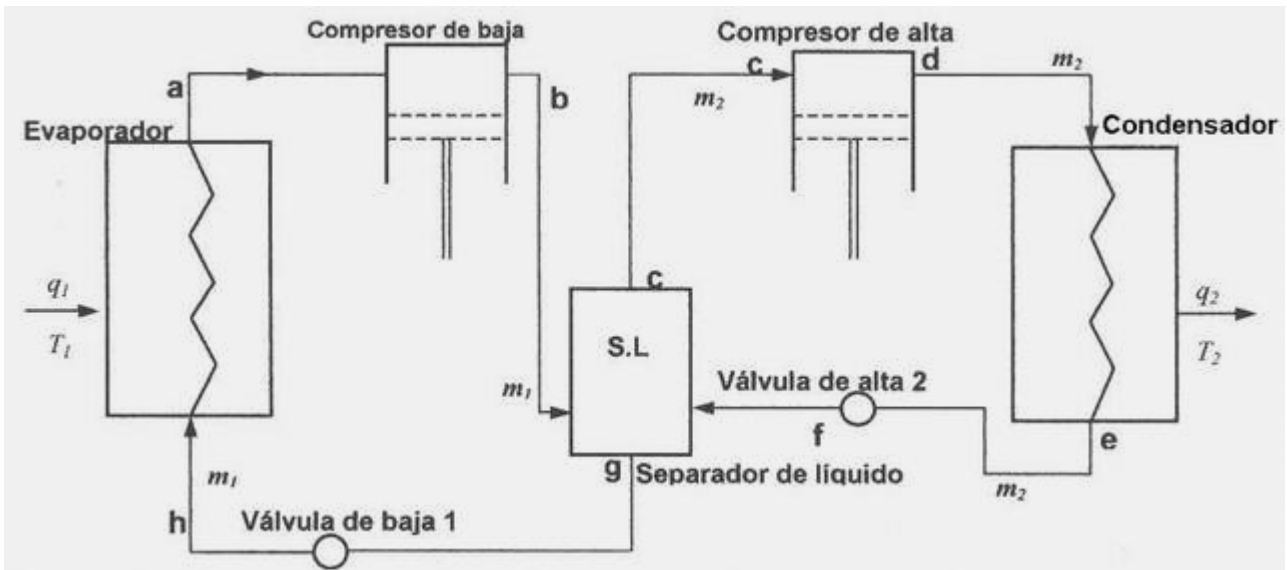 Compresor de baja
Compresor de alta
a
b
c
d
m2
m2
Evaporador
Condensador
c
q1
T1
S.L
q2
T2
m1
Válvula de alta 2
f
e
g
Separador de líquido
m2
m1
h
Válvula de baja 1